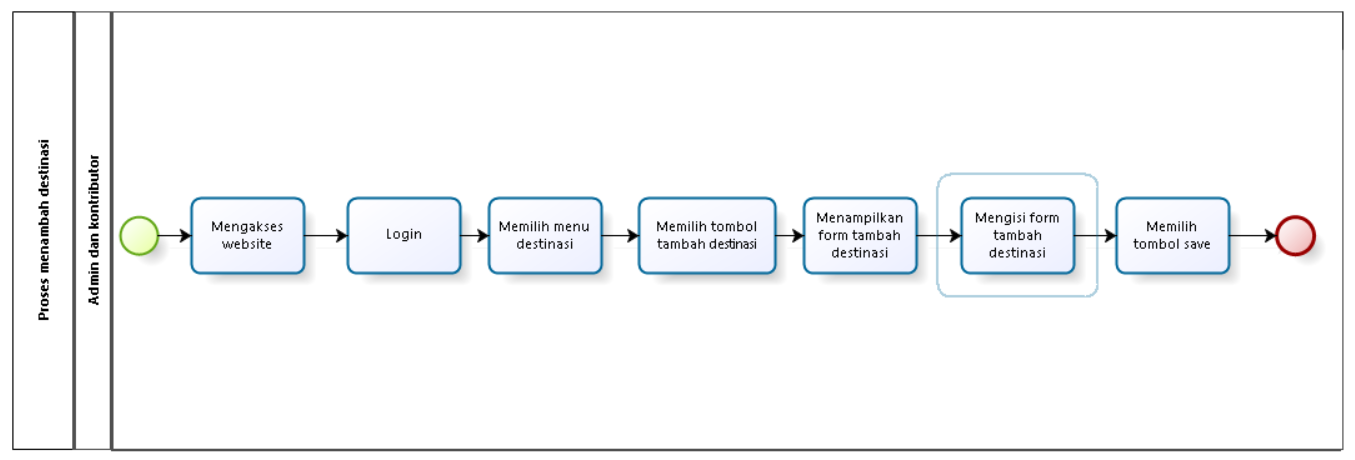 Proses menambah destinasi
Admin dan kontributor
Mengakses
website
Login
Memilih menu
destinasi
Memilih tombol
tambah destinasi
Menampilkan
form tambah
destinasi
Mengisi form
tambah
destinasi
Memilih
tombol save